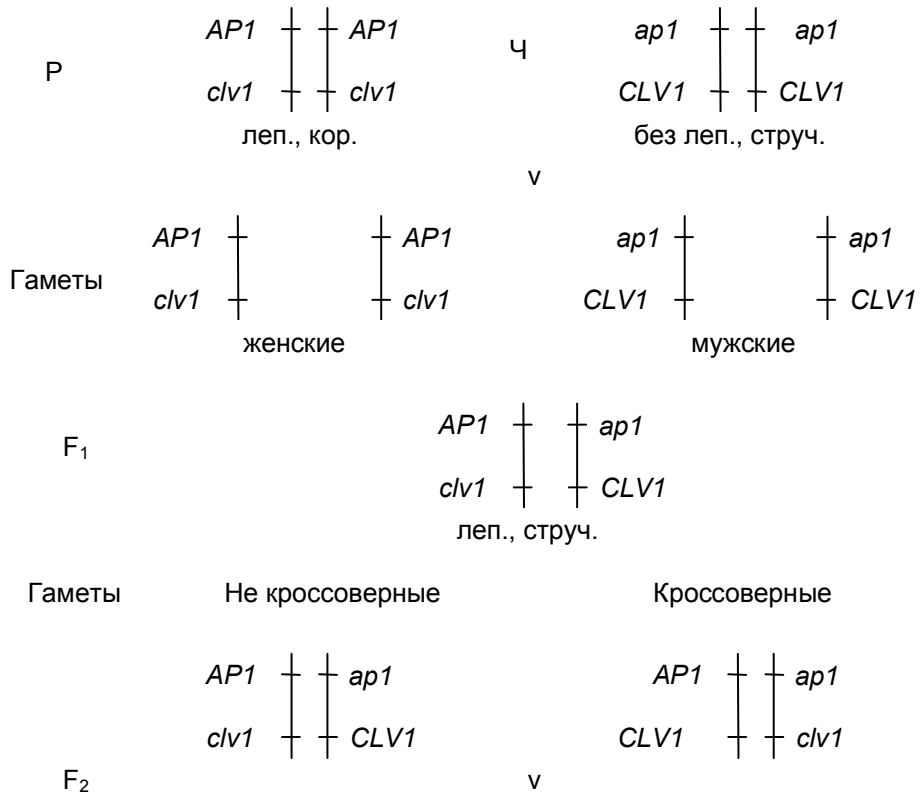 AP1 AP1 ap1 ap1
P Ч
clv1 clv1 CLV1 CLV1
леп., кор. без леп., струч.
v
AP1 AP1 ap1 ap1
Гаметы
clv1 clv1 CLV1 CLV1
женские мужские
AP1 ap1
F₁
clv1 CLV1
леп., струч.
Гаметы Не кроссоверные Кроссоверные
AP1 ap1 AP1 ap1
clv1 CLV1 CLV1 clv1
F₂ v